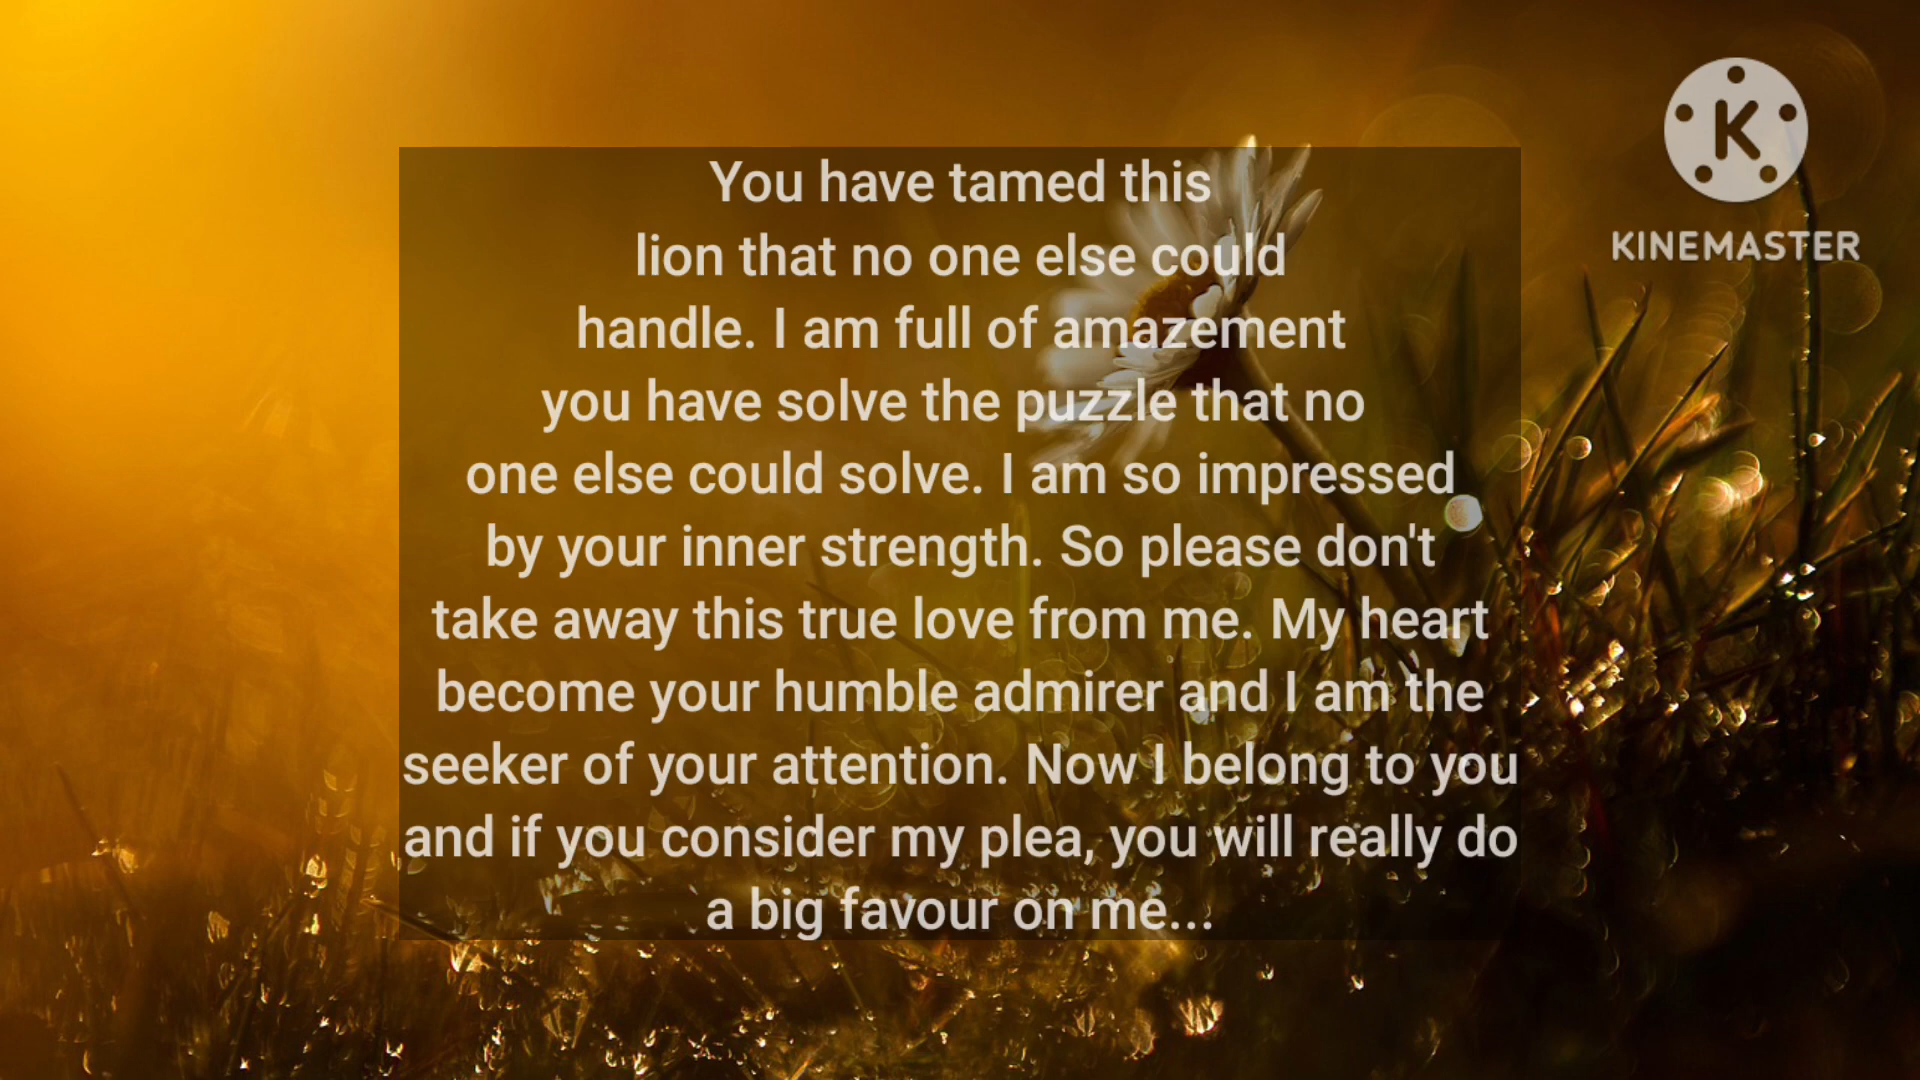 You have tamed this
lion that no one else could
handle. I am full of amazement
you have solve the puzzle that no
one else could solve. I am so impressed
by your inner strength. So please don't
take away this true love from me. My heart
become your humble admirer and I am the
seeker of your attention. Now I belong to you
and if you consider my plea, you will really do
a big favour on me...
K
KINEMASTER